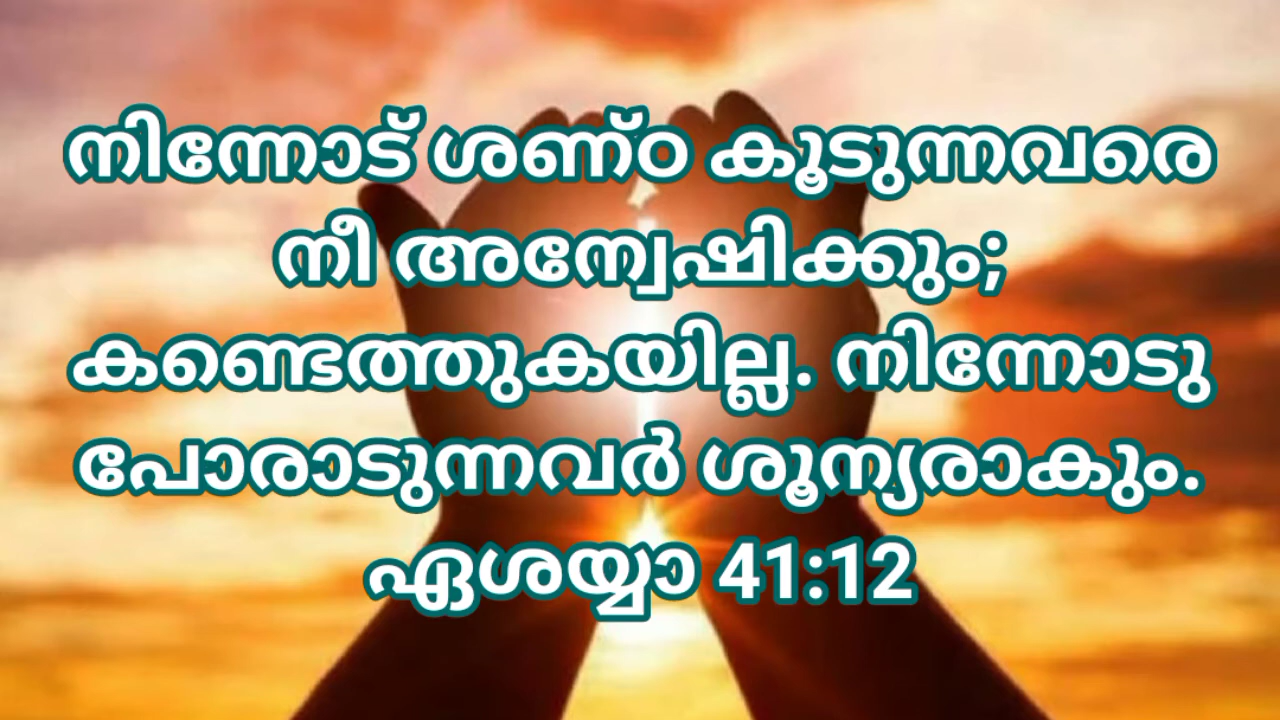 നിന്നോട് ശണ്ഠ കൂടുന്നവരെ
നീ അന്വേഷിക്കും;
കണ്ടെത്തുകയില്ല. നിന്നോടു
പോരാടുന്നവർ ശൂന്യരാകും.
ഏശയ്യാ 41:12